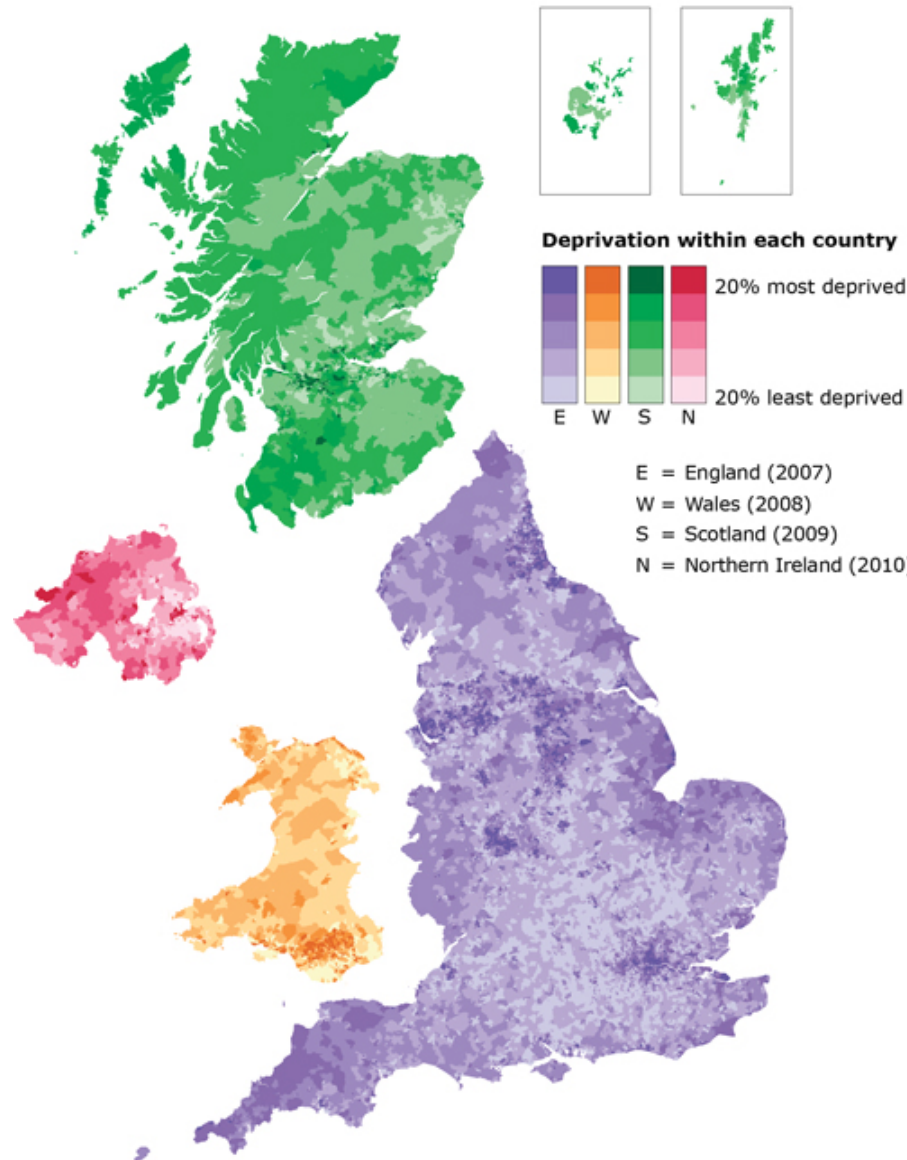 Deprivation within each country
20% most deprived
20% least deprived
E W S N
E = England (2007)
W = Wales (2008)
S = Scotland (2009)
N = Northern Ireland (2010)